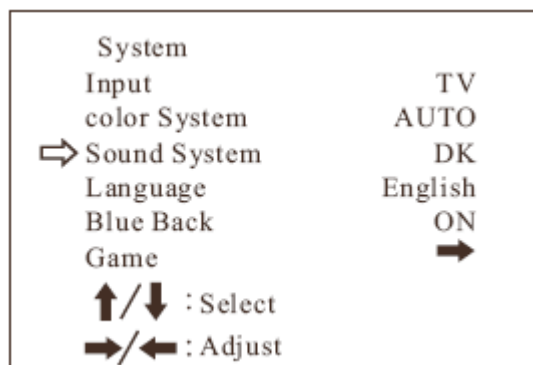 System
Input TV
color System AUTO
Sound System DK
Language English
Blue Back ON
Game
/ : Select
/ : Adjust